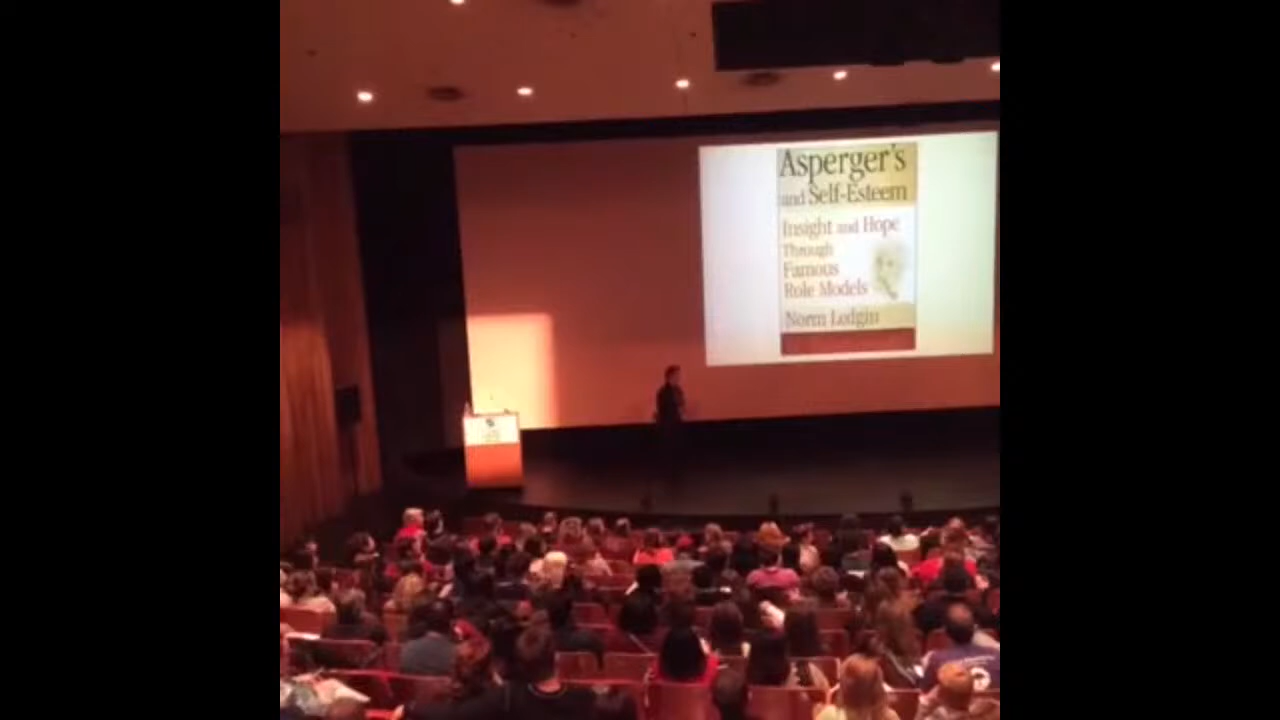 Asperger's
and Self-Esteem
Insight and Hope
Through
Famous
Role Models
Norm Ledgin